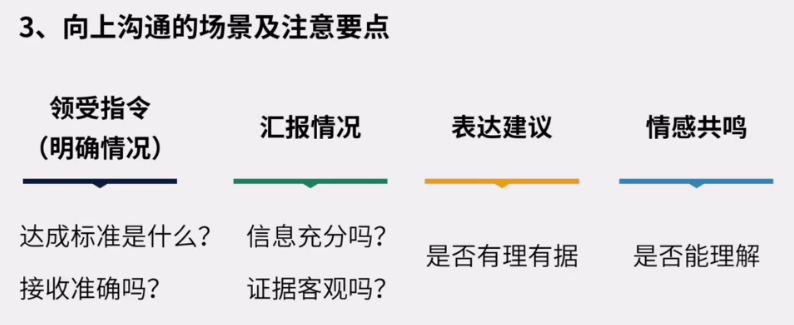 3、向上沟通的场景及注意要点
领受指令
（明确情况）
汇报情况
表达建议
情感共鸣
达成标准是什么？
接收准确吗？
信息充分吗？
证据客观吗？
是否有理有据
是否能理解